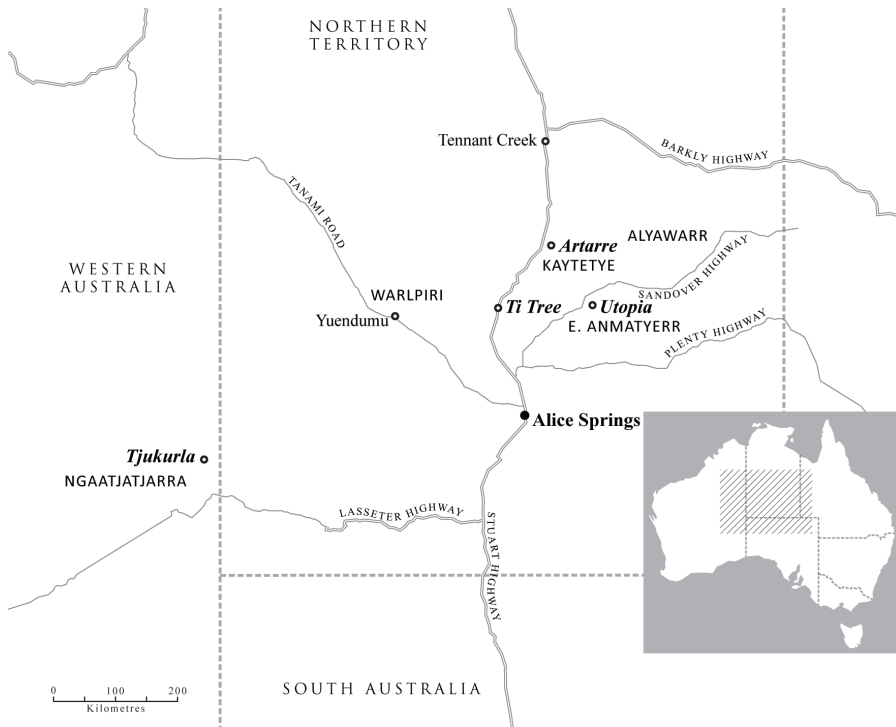 NORTHERN
TERRITORY
Tennant Creek
BARKLY HIGHWAY
TANAMI ROAD
Artarre
ALYAWARR
KAYTETYE
SANDOVER HIGHWAY
WESTERN
AUSTRALIA
WARLPIRI
Yuendumu
Ti Tree
Utopia
E. ANMATYERR
PLENTY HIGHWAY
Alice Springs
Tjukurla
NGAATJATJARRA
LASSETER HIGHWAY
STUART HIGHWAY
SOUTH AUSTRALIA
0 100 200
Kilometres